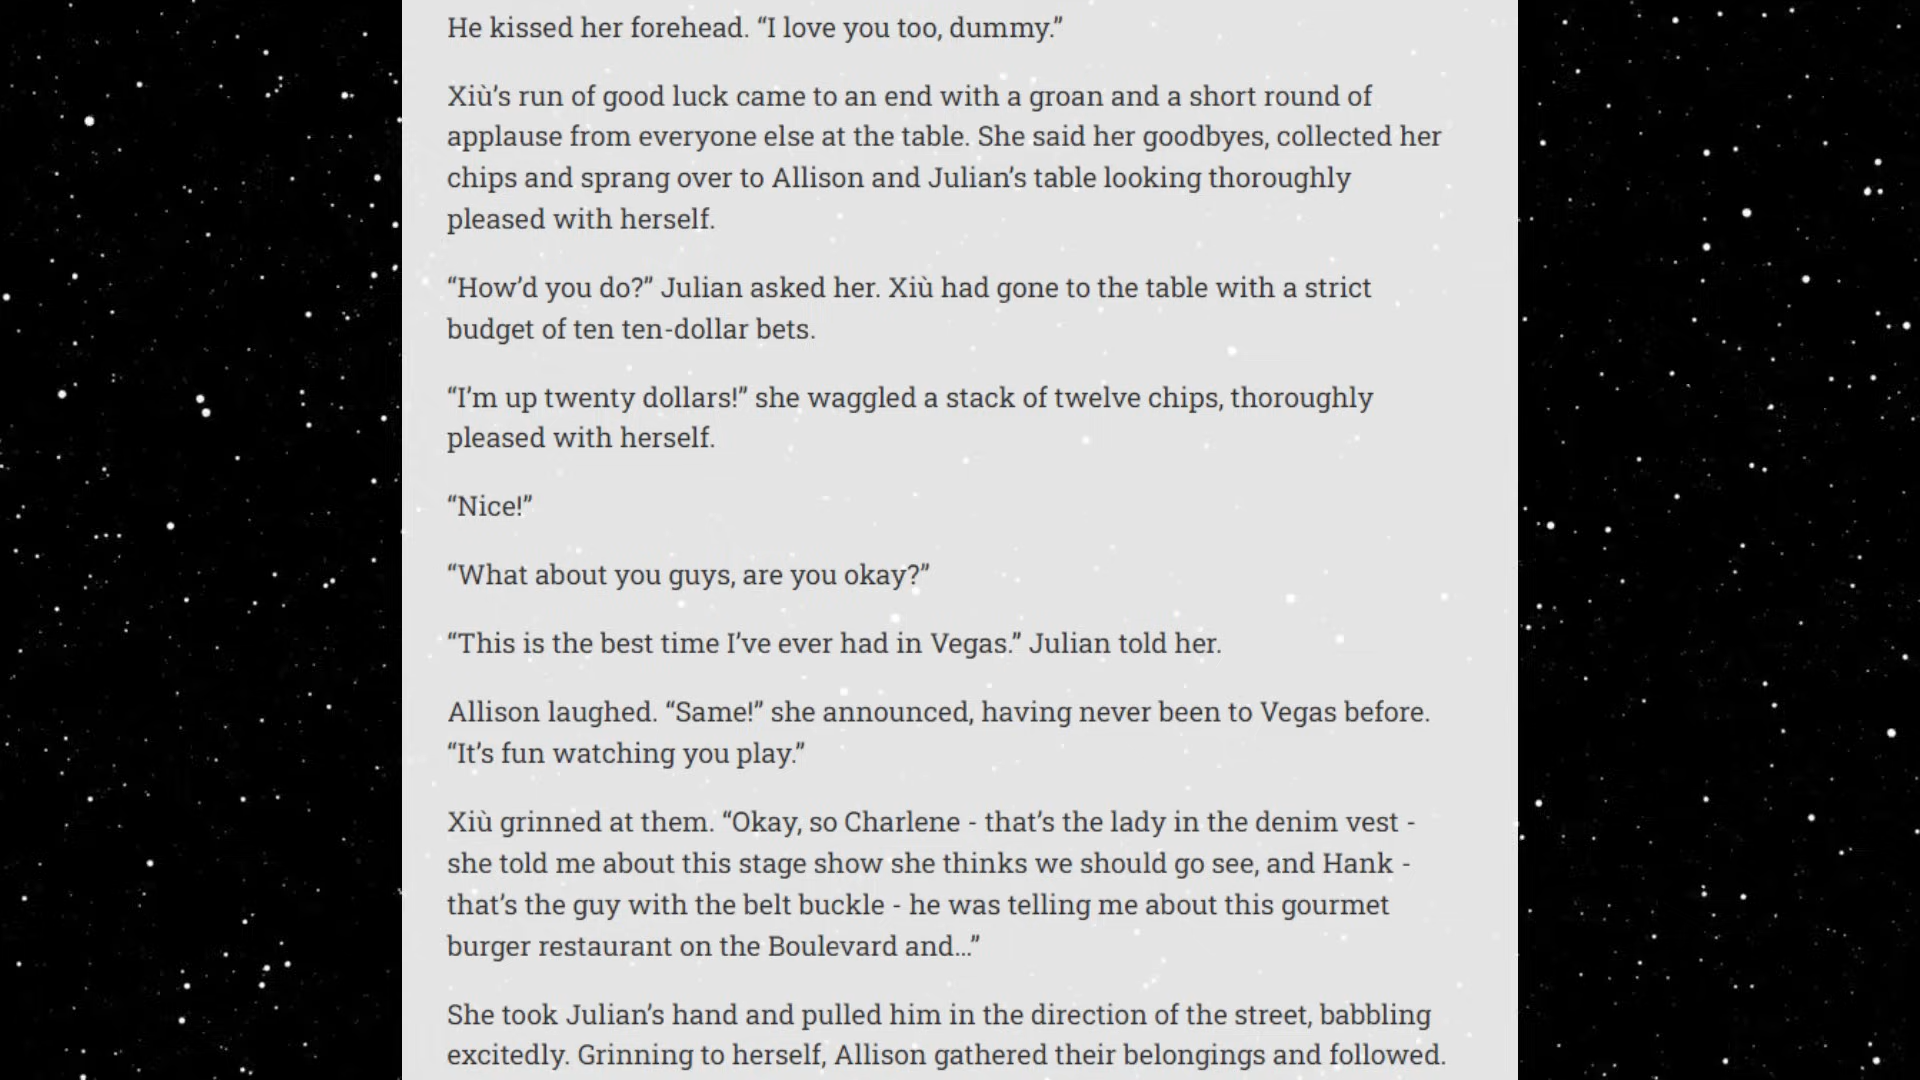 He kissed her forehead. “I love you too, dummy.”
Xiù’s run of good luck came to an end with a groan and a short round of
applause from everyone else at the table. She said her goodbyes, collected her
chips and sprang over to Allison and Julian’s table looking thoroughly
pleased with herself.
“How’d you do?” Julian asked her. Xiù had gone to the table with a strict
budget of ten ten-dollar bets.
“I’m up twenty dollars!” she waggled a stack of twelve chips, thoroughly
pleased with herself.
“Nice!”
“What about you guys, are you okay?”
“This is the best time I’ve ever had in Vegas.” Julian told her.
Allison laughed. “Same!” she announced, having never been to Vegas before.
“It’s fun watching you play.”
Xiù grinned at them. “Okay, so Charlene - that’s the lady in the denim vest -
she told me about this stage show she thinks we should go see, and Hank -
that’s the guy with the belt buckle - he was telling me about this gourmet
burger restaurant on the Boulevard and…”
She took Julian’s hand and pulled him in the direction of the street, babbling
excitedly. Grinning to herself, Allison gathered their belongings and followed.